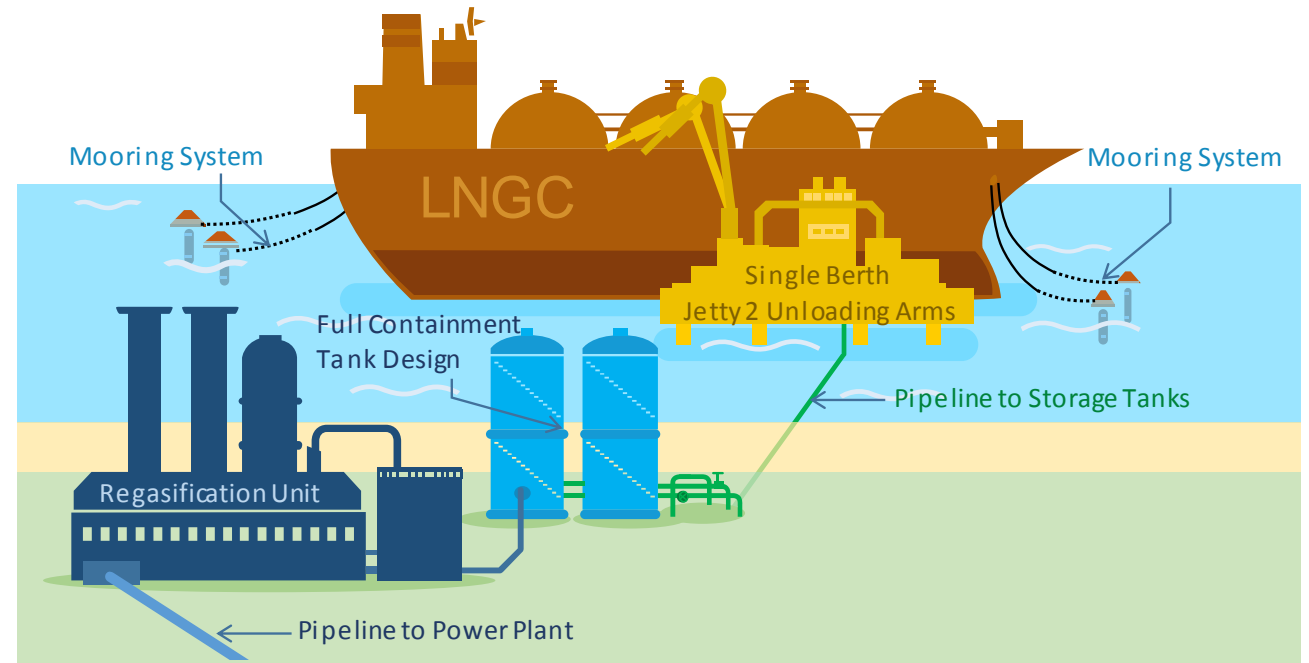 Mooring System
Mooring System
LNGC
Single Berth
Jetty 2 Unloading Arms
Full Containment
Tank Design
Pipeline to Storage Tanks
Regasification Unit
Pipeline to Power Plant